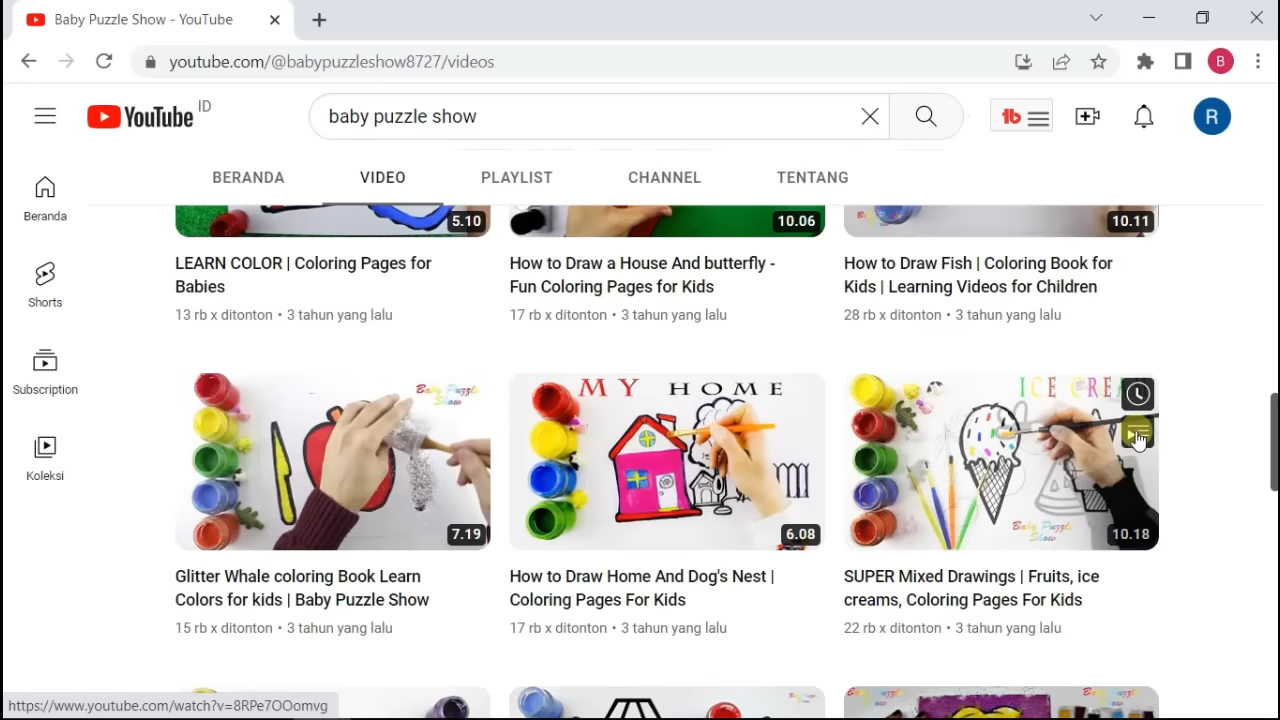 Baby Puzzle Show - YouTube
youtube.com/@babypuzzleshow8727/videos
B
YouTube ID
baby puzzle show
tb
R
BERANDA VIDEO PLAYLIST CHANNEL TENTANG
Beranda
Shorts
Subscription
Koleksi
5.10 10.06 10.11
LEARN COLOR | Coloring Pages for
Babies
13 rb x ditonton • 3 tahun yang lalu
How to Draw a House And butterfly -
Fun Coloring Pages for Kids
17 rb x ditonton • 3 tahun yang lalu
How to Draw Fish | Coloring Book for
Kids | Learning Videos for Children
28 rb x ditonton • 3 tahun yang lalu
Baby Puzzle
Show
7.19
MY HOME
6.08
ICE CREA
Baby Puzzle
Show
10.18
Glitter Whale coloring Book Learn
Colors for kids | Baby Puzzle Show
15 rb x ditonton • 3 tahun yang lalu
How to Draw Home And Dog's Nest |
Coloring Pages For Kids
17 rb x ditonton • 3 tahun yang lalu
SUPER Mixed Drawings | Fruits, ice
creams, Coloring Pages For Kids
22 rb x ditonton • 3 tahun yang lalu
https://www.youtube.com/watch?v=8RPe7OOomvg